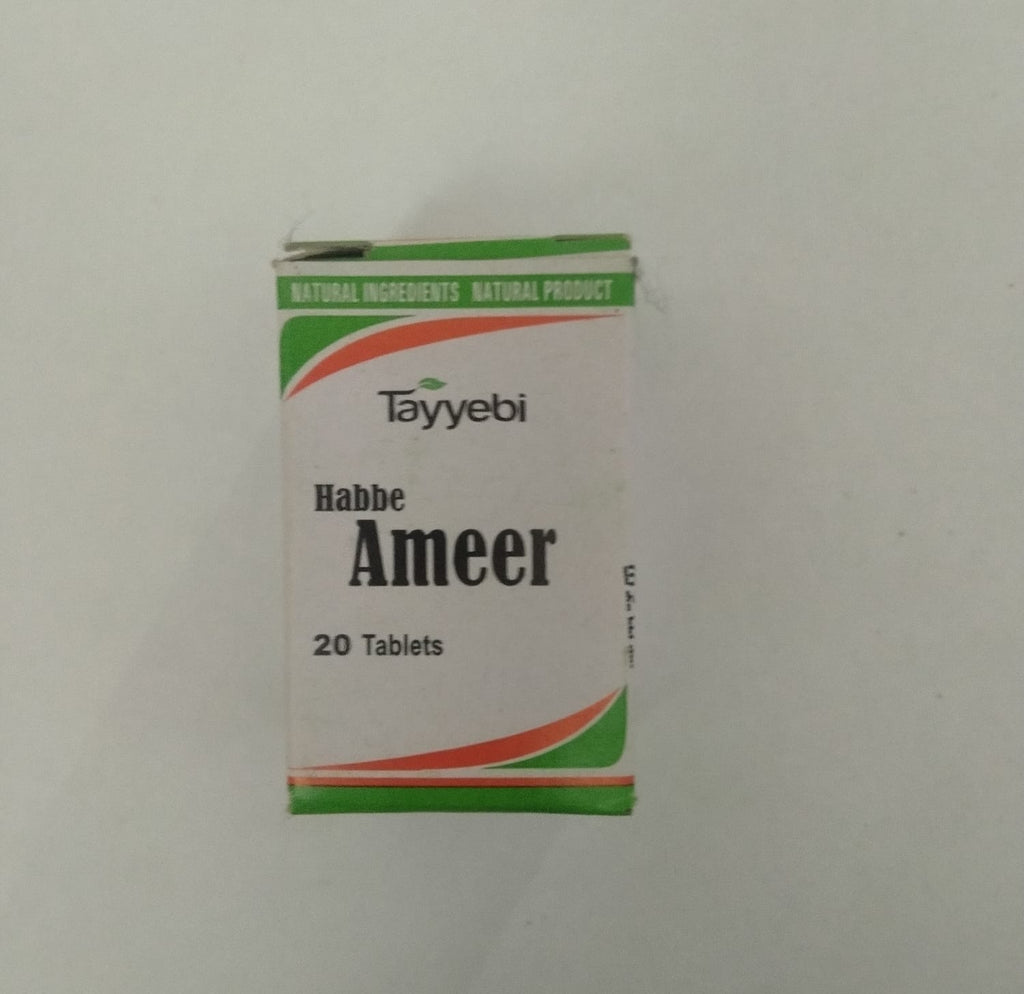 NATURAL INGREDIENTS NATURAL PRODUCT
Tayyebi
Habbe
Ameer
20 Tablets